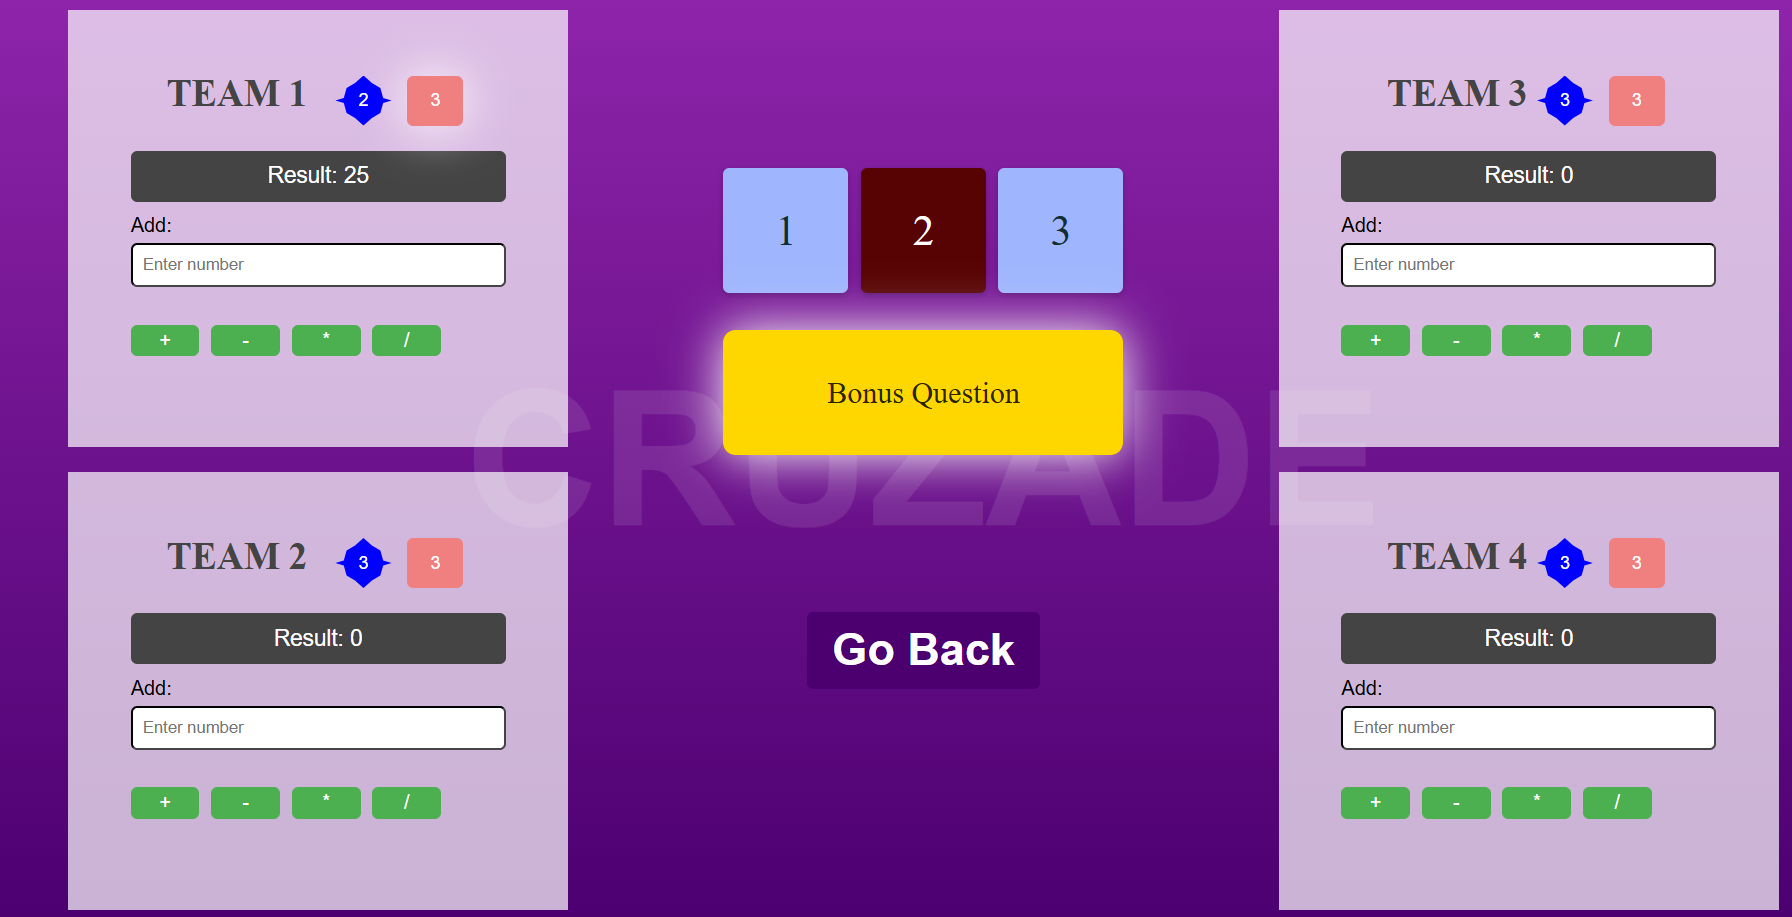 TEAM 1
2
3
Result: 25
Add:
Enter number
+ - * /
TEAM 2
3
3
Result: 0
Add:
Enter number
+ - * /
1 2 3
Bonus Question
CRUZADE
Go Back
TEAM 3
3
3
Result: 0
Add:
Enter number
+ - * /
TEAM 4
3
3
Result: 0
Add:
Enter number
+ - * /